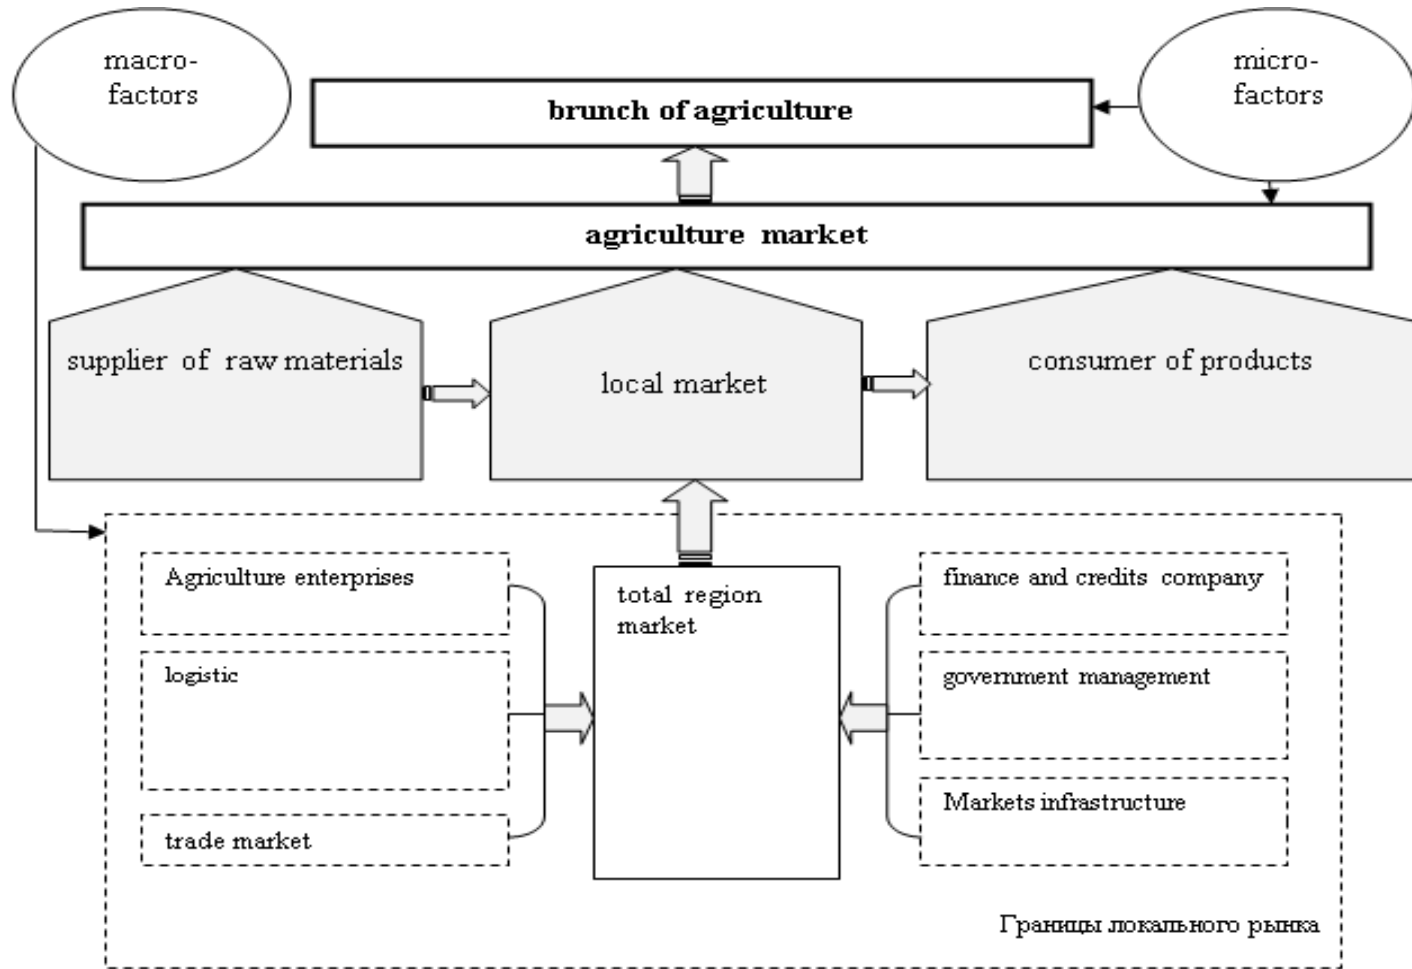 macro-
factors
micro-
factors
brunch of agriculture
agriculture market
supplier of raw materials
local market
consumer of products
Agriculture enterprises
logistic
trade market
total region
market
finance and credits company
government management
Markets infrastructure
Границы локального рынка